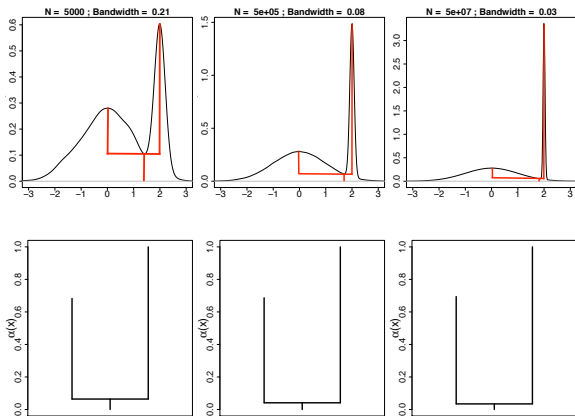 N = 5000 ; Bandwidth = 0.21
N = 5e+05 ; Bandwidth = 0.08
N = 5e+07 ; Bandwidth = 0.03
0.0 0.1 0.2 0.3 0.4 0.5 0.6
0.0 0.5 1.0 1.5
0.0 0.5 1.0 1.5 2.0 2.5 3.0
-3 -2 -1 0 1 2 3
-3 -2 -1 0 1 2 3
-3 -2 -1 0 1 2 3
α(x)
0.0 0.2 0.4 0.6 0.8 1.0
α(x)
0.0 0.2 0.4 0.6 0.8 1.0
α(x)
0.0 0.2 0.4 0.6 0.8 1.0